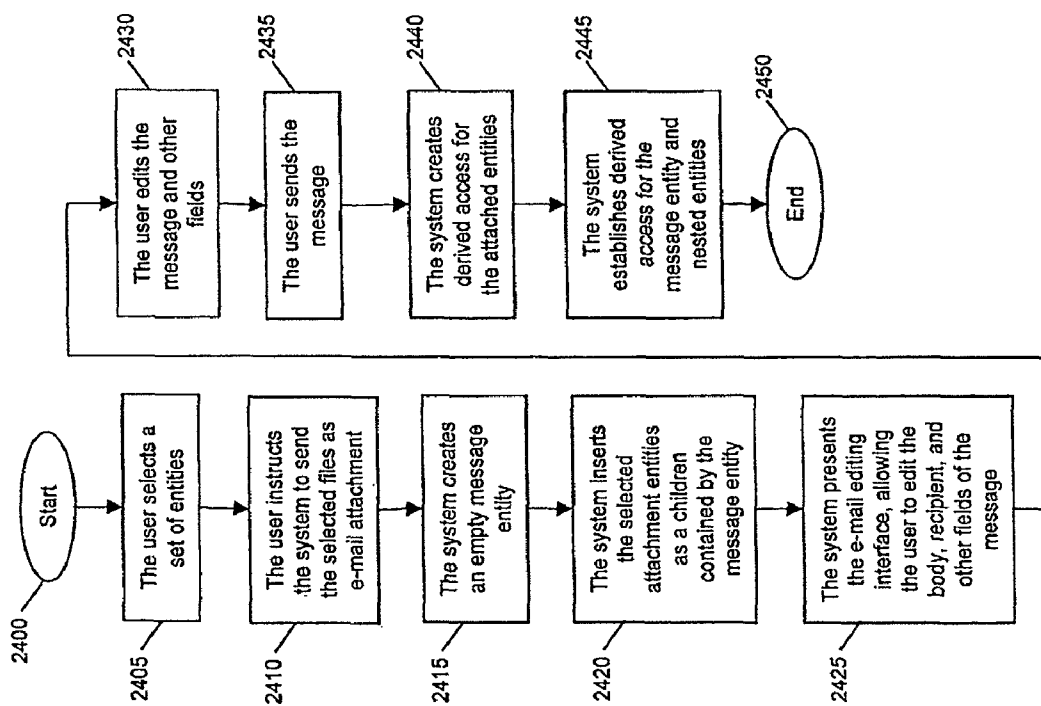 2400
Start
2405
The user selects a
set of entities
2410
The user instructs
the system to send
the selected files as
e-mail attachment
2415
The system creates
an empty message
entity
2420
The system inserts
the selected
attachment entities
as a children
contained by the
message entity
2425
The system presents
the e-mail editing
interface, allowing
the user to edit the
body, recipient, and
other fields of the
message
2430
The user edits the
message and other
fields
2435
The user sends the
message
2440
The system creates
derived access for
the attached entities
2445
The system
establishes derived
access for the
message entity and
nested entities
2450
End